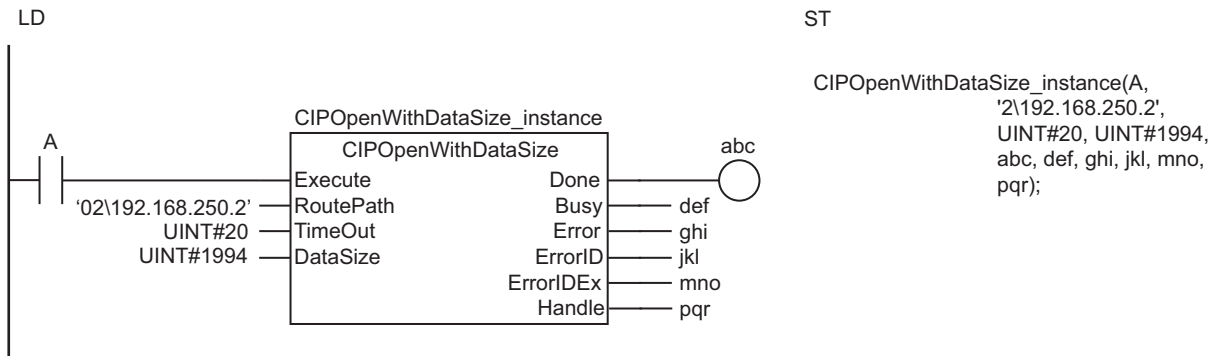 LD
ST
CIPOpenWithDataSize_instance(A,
'2\192.168.250.2',
UINT#20, UINT#1994,
abc, def, ghi, jkl, mno,
pqr);
CIPOpenWithDataSize_instance
A
CIPOpenWithDataSize
abc
Execute Done
‘02\192.168.250.2’ RoutePath Busy def
UINT#20 TimeOut Error ghi
UINT#1994 DataSize ErrorID jkl
ErrorIDEx mno
Handle pqr